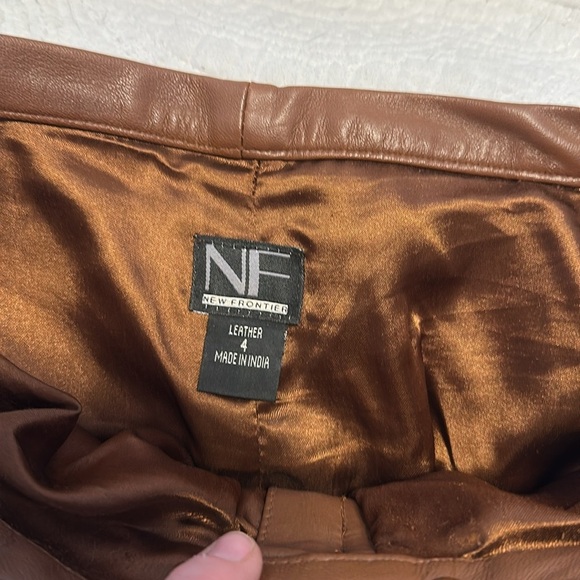 NF
NEW FRONTIER
LEATHER
4
MADE IN INDIA